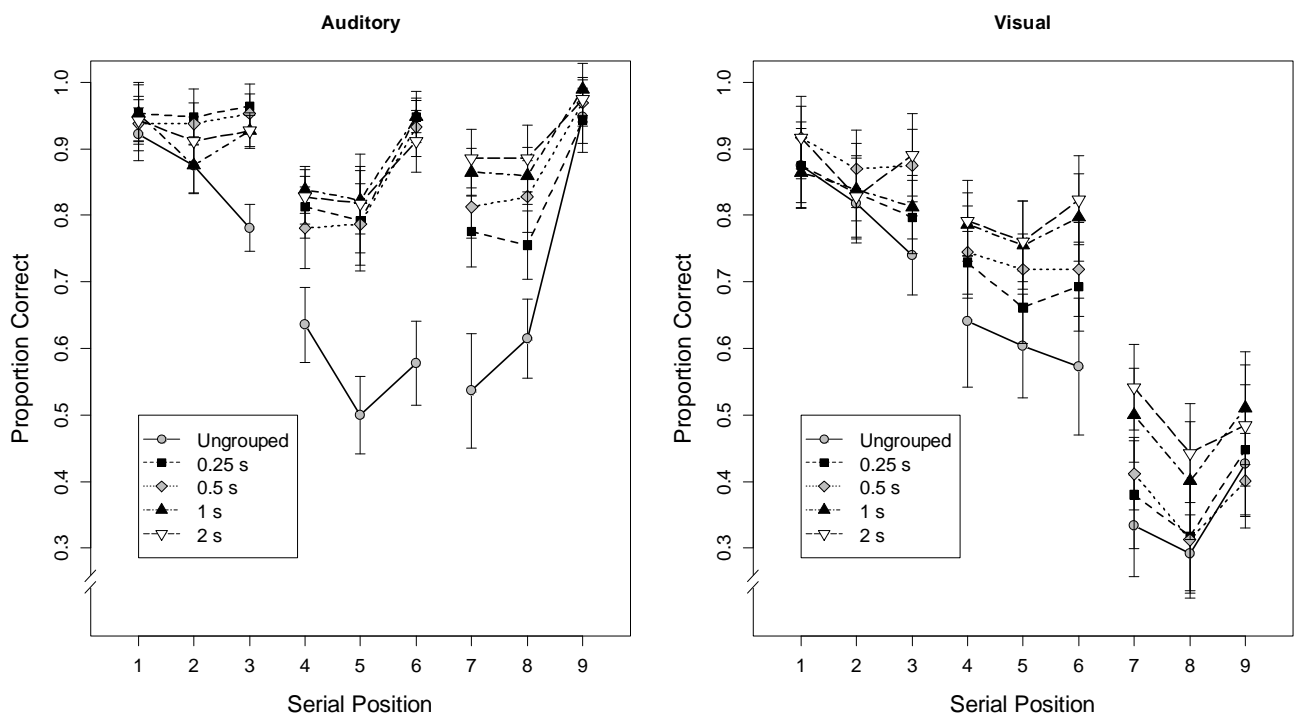 Auditory
Proportion Correct
1.0
0.9
0.8
0.7
0.6
0.5
0.4
0.3
Ungrouped
0.25 s
0.5 s
1 s
2 s
1 2 3 4 5 6 7 8 9
Serial Position
Visual
Proportion Correct
1.0
0.9
0.8
0.7
0.6
0.5
0.4
0.3
Ungrouped
0.25 s
0.5 s
1 s
2 s
1 2 3 4 5 6 7 8 9
Serial Position